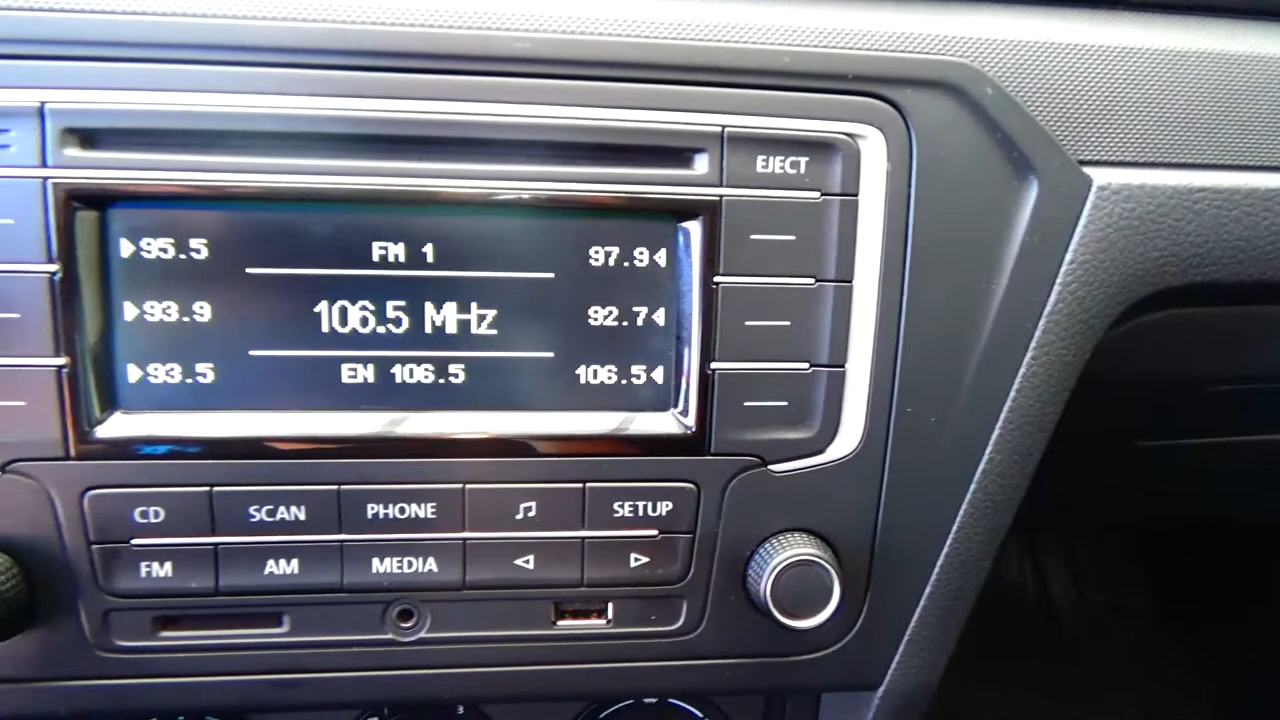 EJECT
95.5 FM 1 97.9
93.9 106.5 MHz 92.7
93.5 EN 106.5 106.5
CD SCAN PHONE SETUP
FM AM MEDIA
3